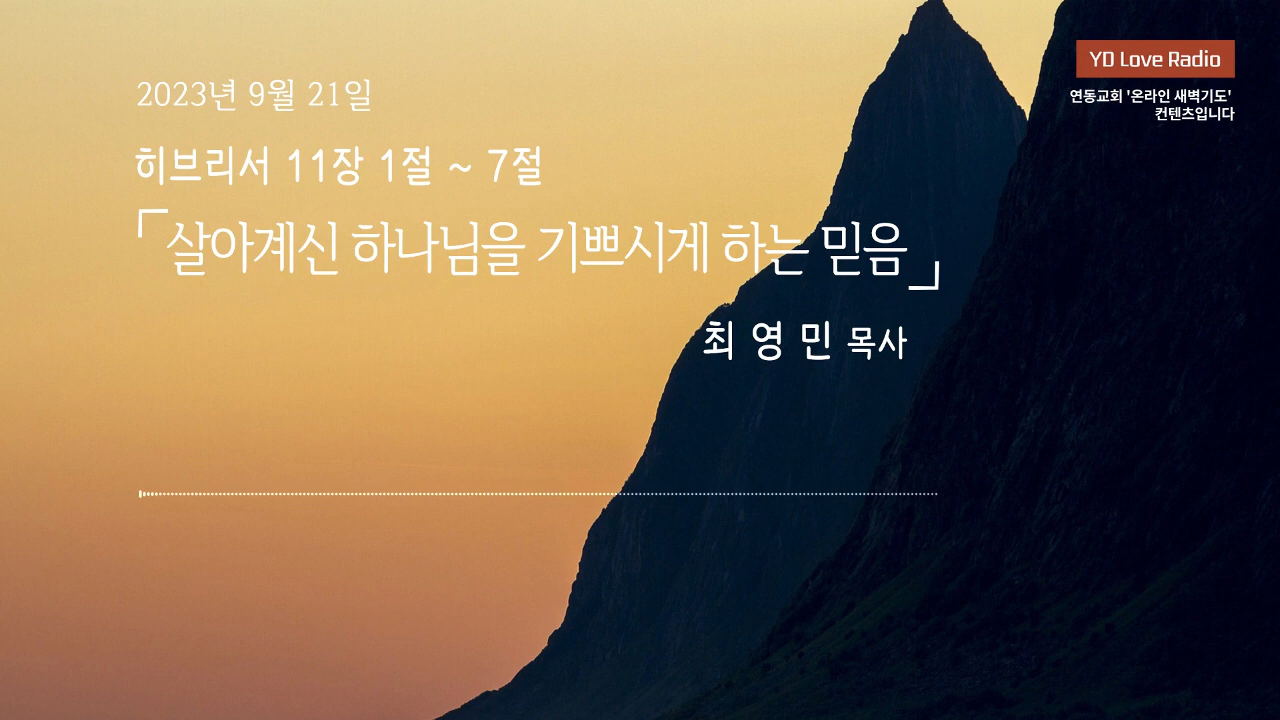 2023년 9월 21일
히브리서 11장 1절 ~ 7절
「살아계신 하나님을 기쁘시게 하는 믿음」
최 영 민 목사
YD Love Radio
연동교회 '온라인 새벽기도'
컨텐츠입니다